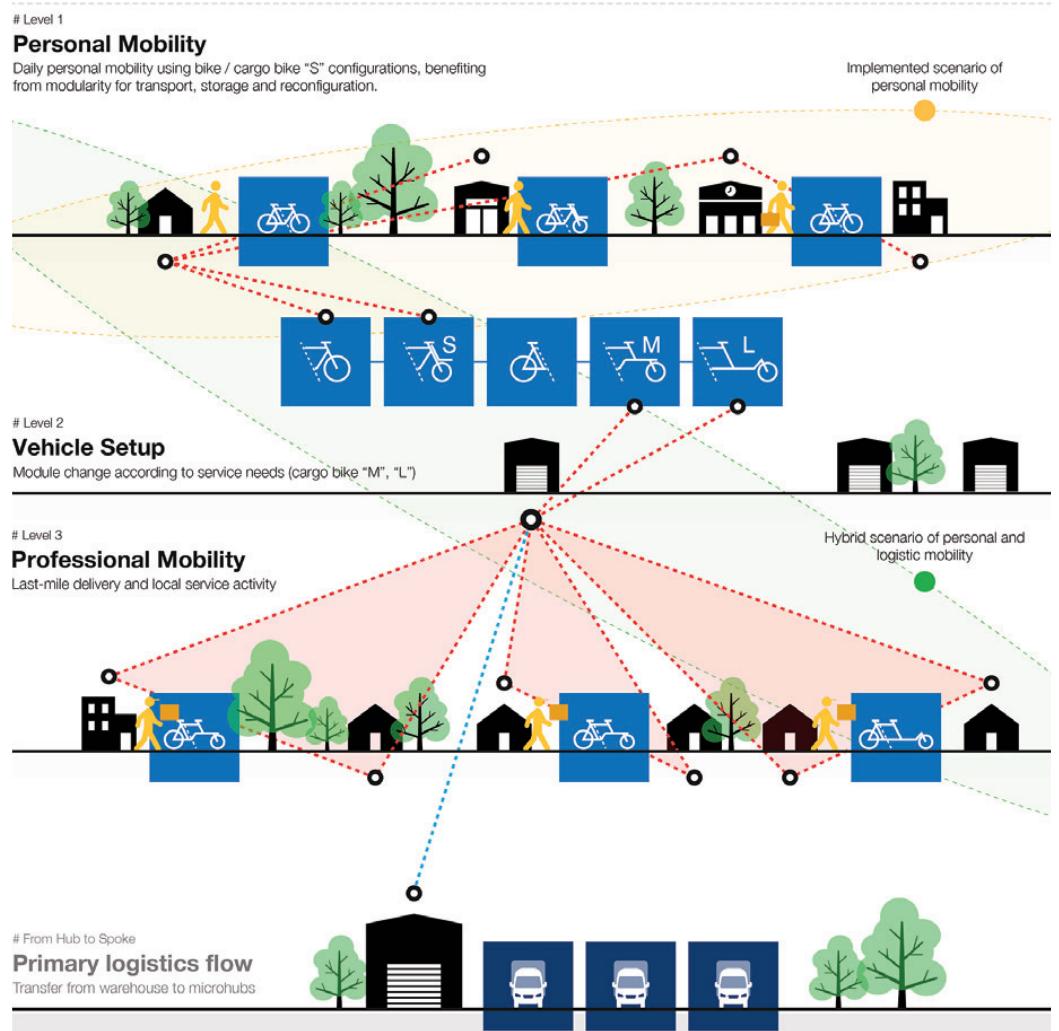 # Level 1
Personal Mobility
Daily personal mobility using bike / cargo bike “S” configurations, benefiting
from modularity for transport, storage and reconfiguration.
Implemented scenario of
personal mobility
S
M
L
# Level 2
Vehicle Setup
Module change according to service needs (cargo bike “M”, “L”)
# Level 3
Professional Mobility
Last-mile delivery and local service activity
Hybrid scenario of personal and
logistic mobility
# From Hub to Spoke
Primary logistics flow
Transfer from warehouse to microhubs